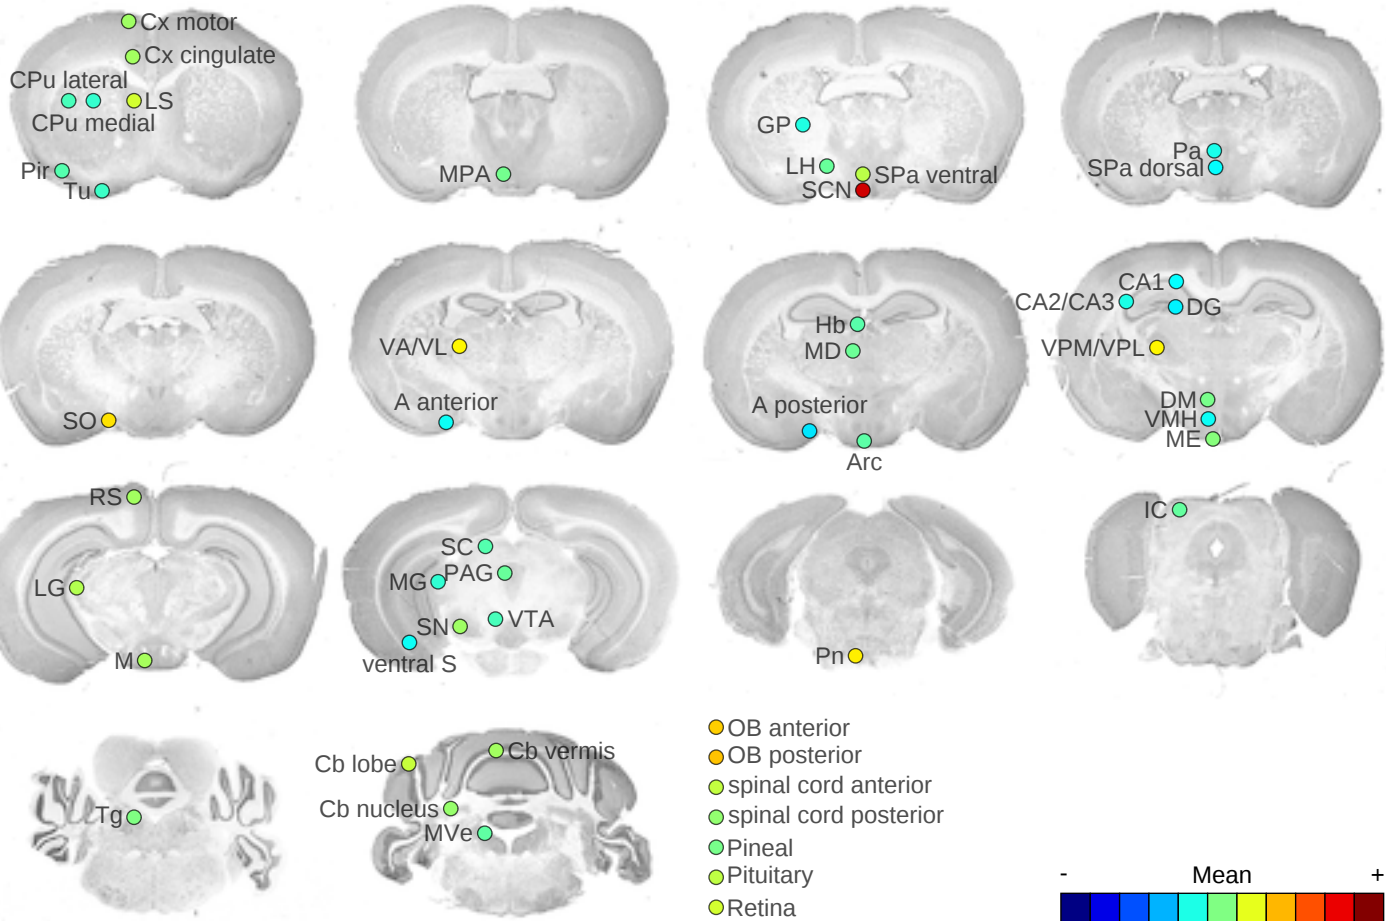 Cx motor
Cx cingulate
CPu lateral
LS
CPu medial
Pir
Tu
MPA
GP
LH
SPa ventral
SCN
Pa
SPa dorsal
SO
VA/VL
A anterior
Hb
MD
A posterior
Arc
CA1
CA2/CA3
DG
VPM/VPL
DM
VMH
ME
RS
LG
M
SC
MG
PAG
SN
VTA
ventral S
Pn
IC
Tg
Cb lobe
Cb vermis
Cb nucleus
MVe
OB anterior
OB posterior
spinal cord anterior
spinal cord posterior
Pineal
Pituitary
Retina
- Mean +